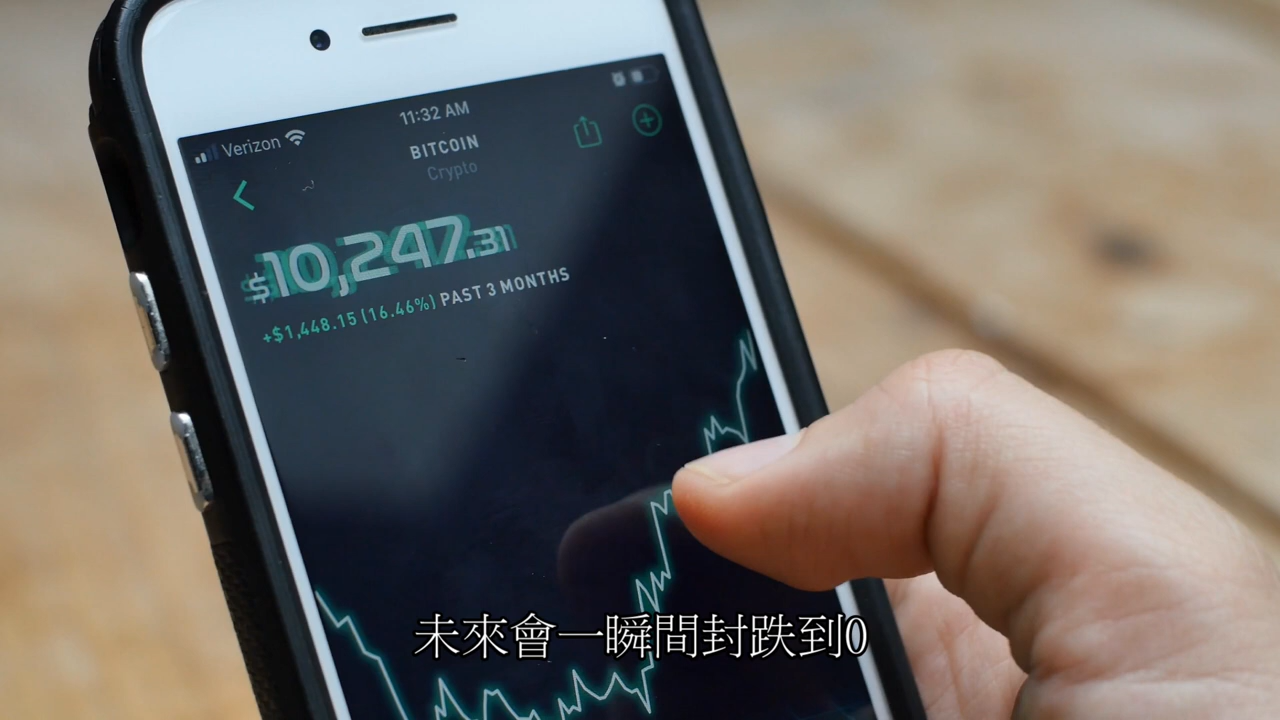 11:32 AM
Verizon
BITCOIN
Crypto
$10,247.31
+$1,448.15 (16.46%) PAST 3 MONTHS
未來會一瞬間封跌到0